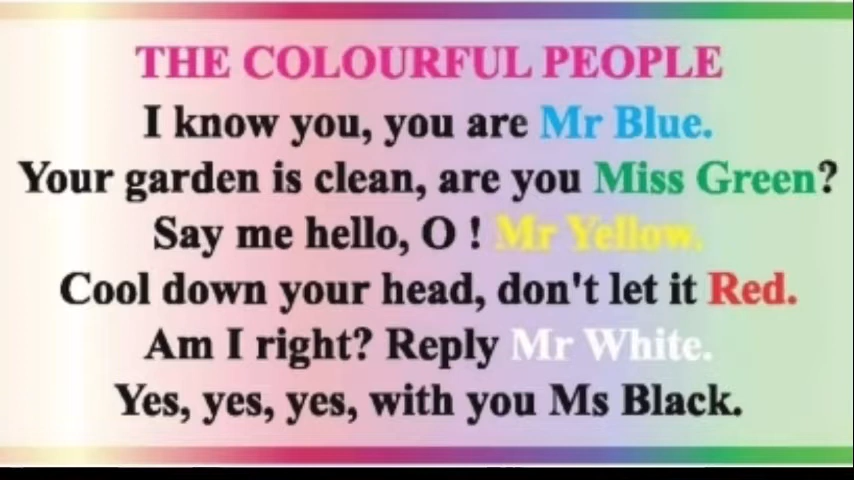 THE COLOURFUL PEOPLE
I know you, you are Mr Blue.
Your garden is clean, are you Miss Green?
Say me hello, O ! Mr Yellow.
Cool down your head, don't let it Red.
Am I right? Reply Mr White.
Yes, yes, yes, with you Ms Black.